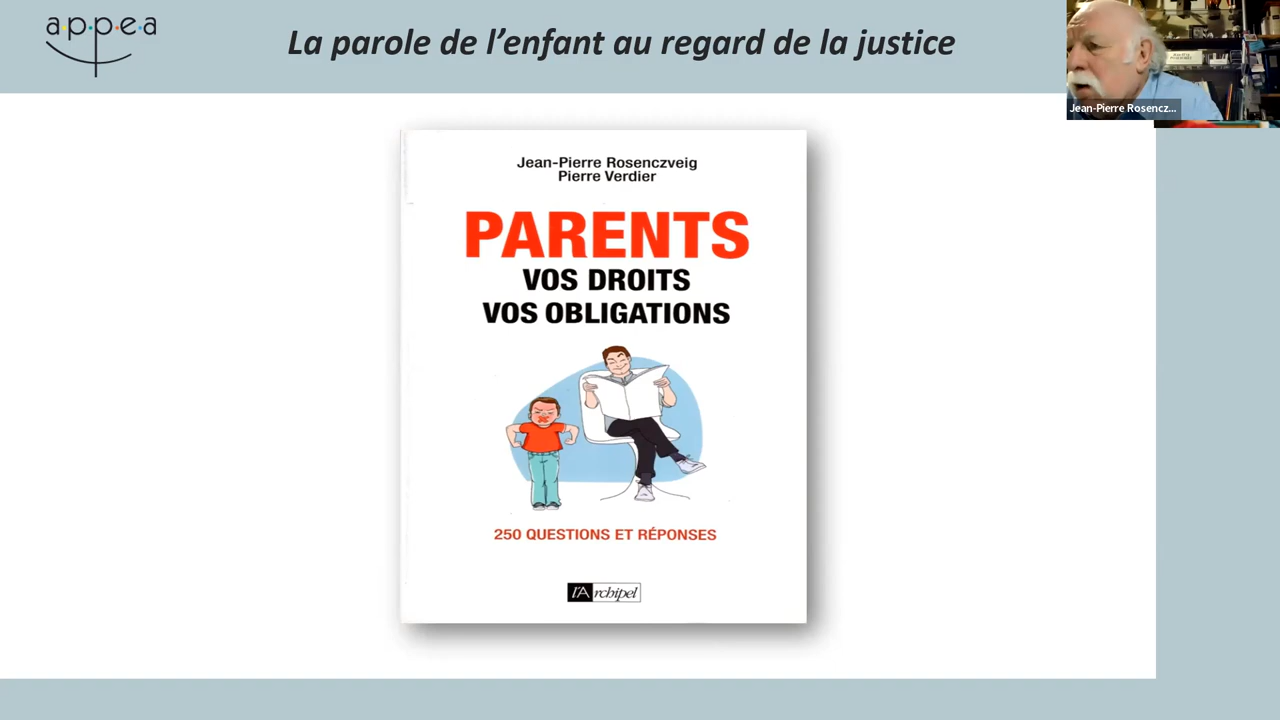 a·p·p·e·a
La parole de l’enfant au regard de la justice
Jean-Pierre Rosencz...
Jean-Pierre Rosenczveig
Pierre Verdier
PARENTS
VOS DROITS
VOS OBLIGATIONS
250 QUESTIONS ET RÉPONSES
l'Archipel